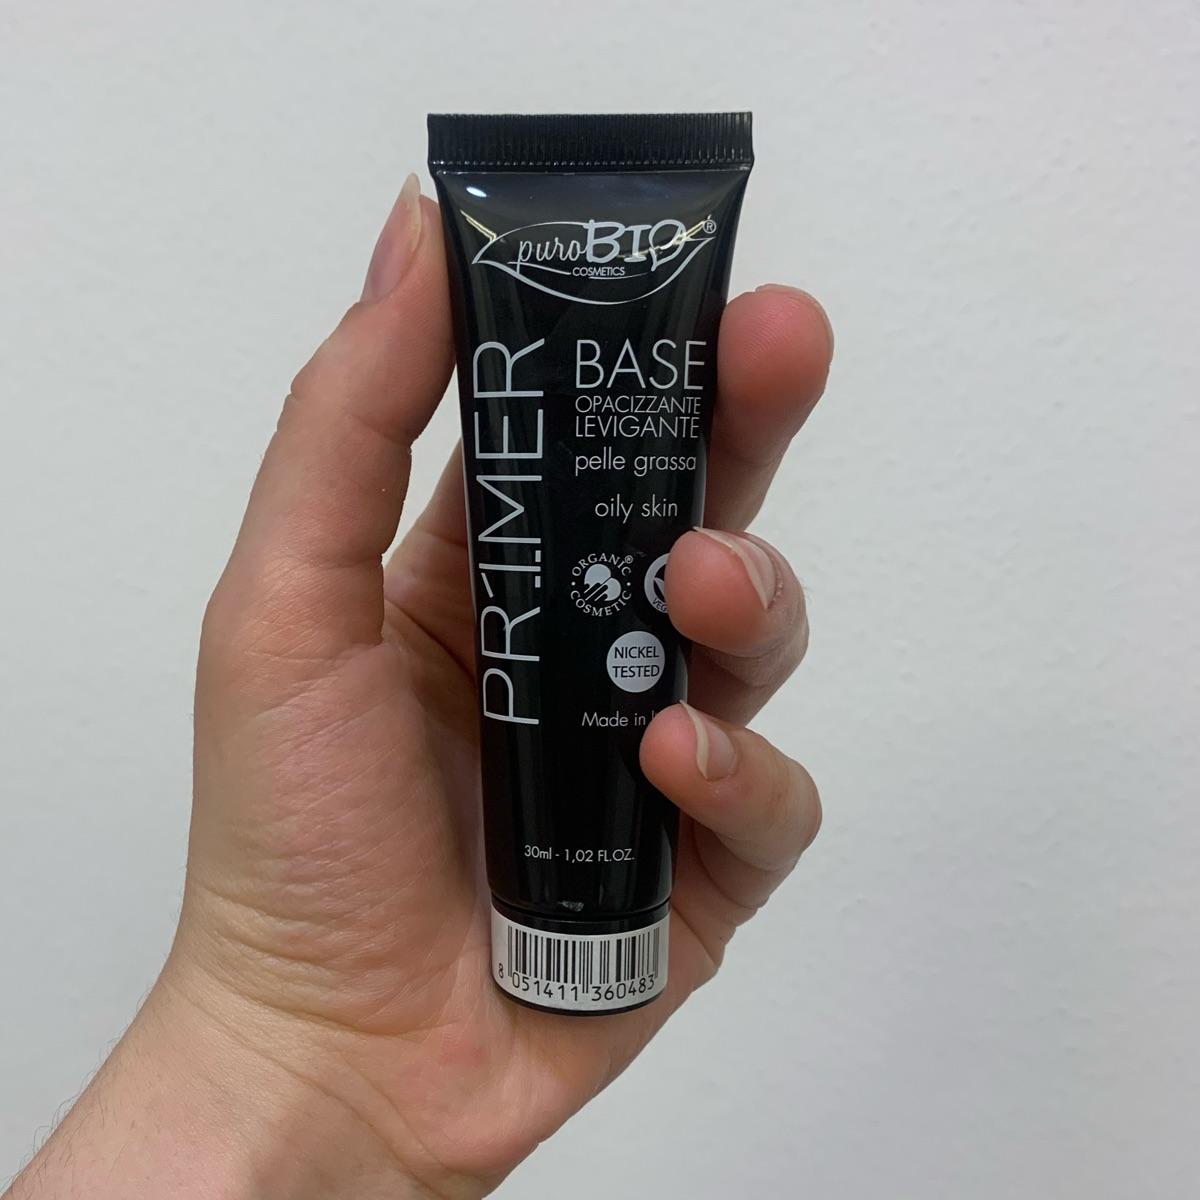 puroBIO®
COSMETICS
PR1MER
BASE
OPACIZZANTE
LEVIGANTE
pelle grassa
oily skin
ORGANIC®
COSMETIC
NICKEL
TESTED
Made in
30ml - 1,02 FL.OZ.
8 051411 360483